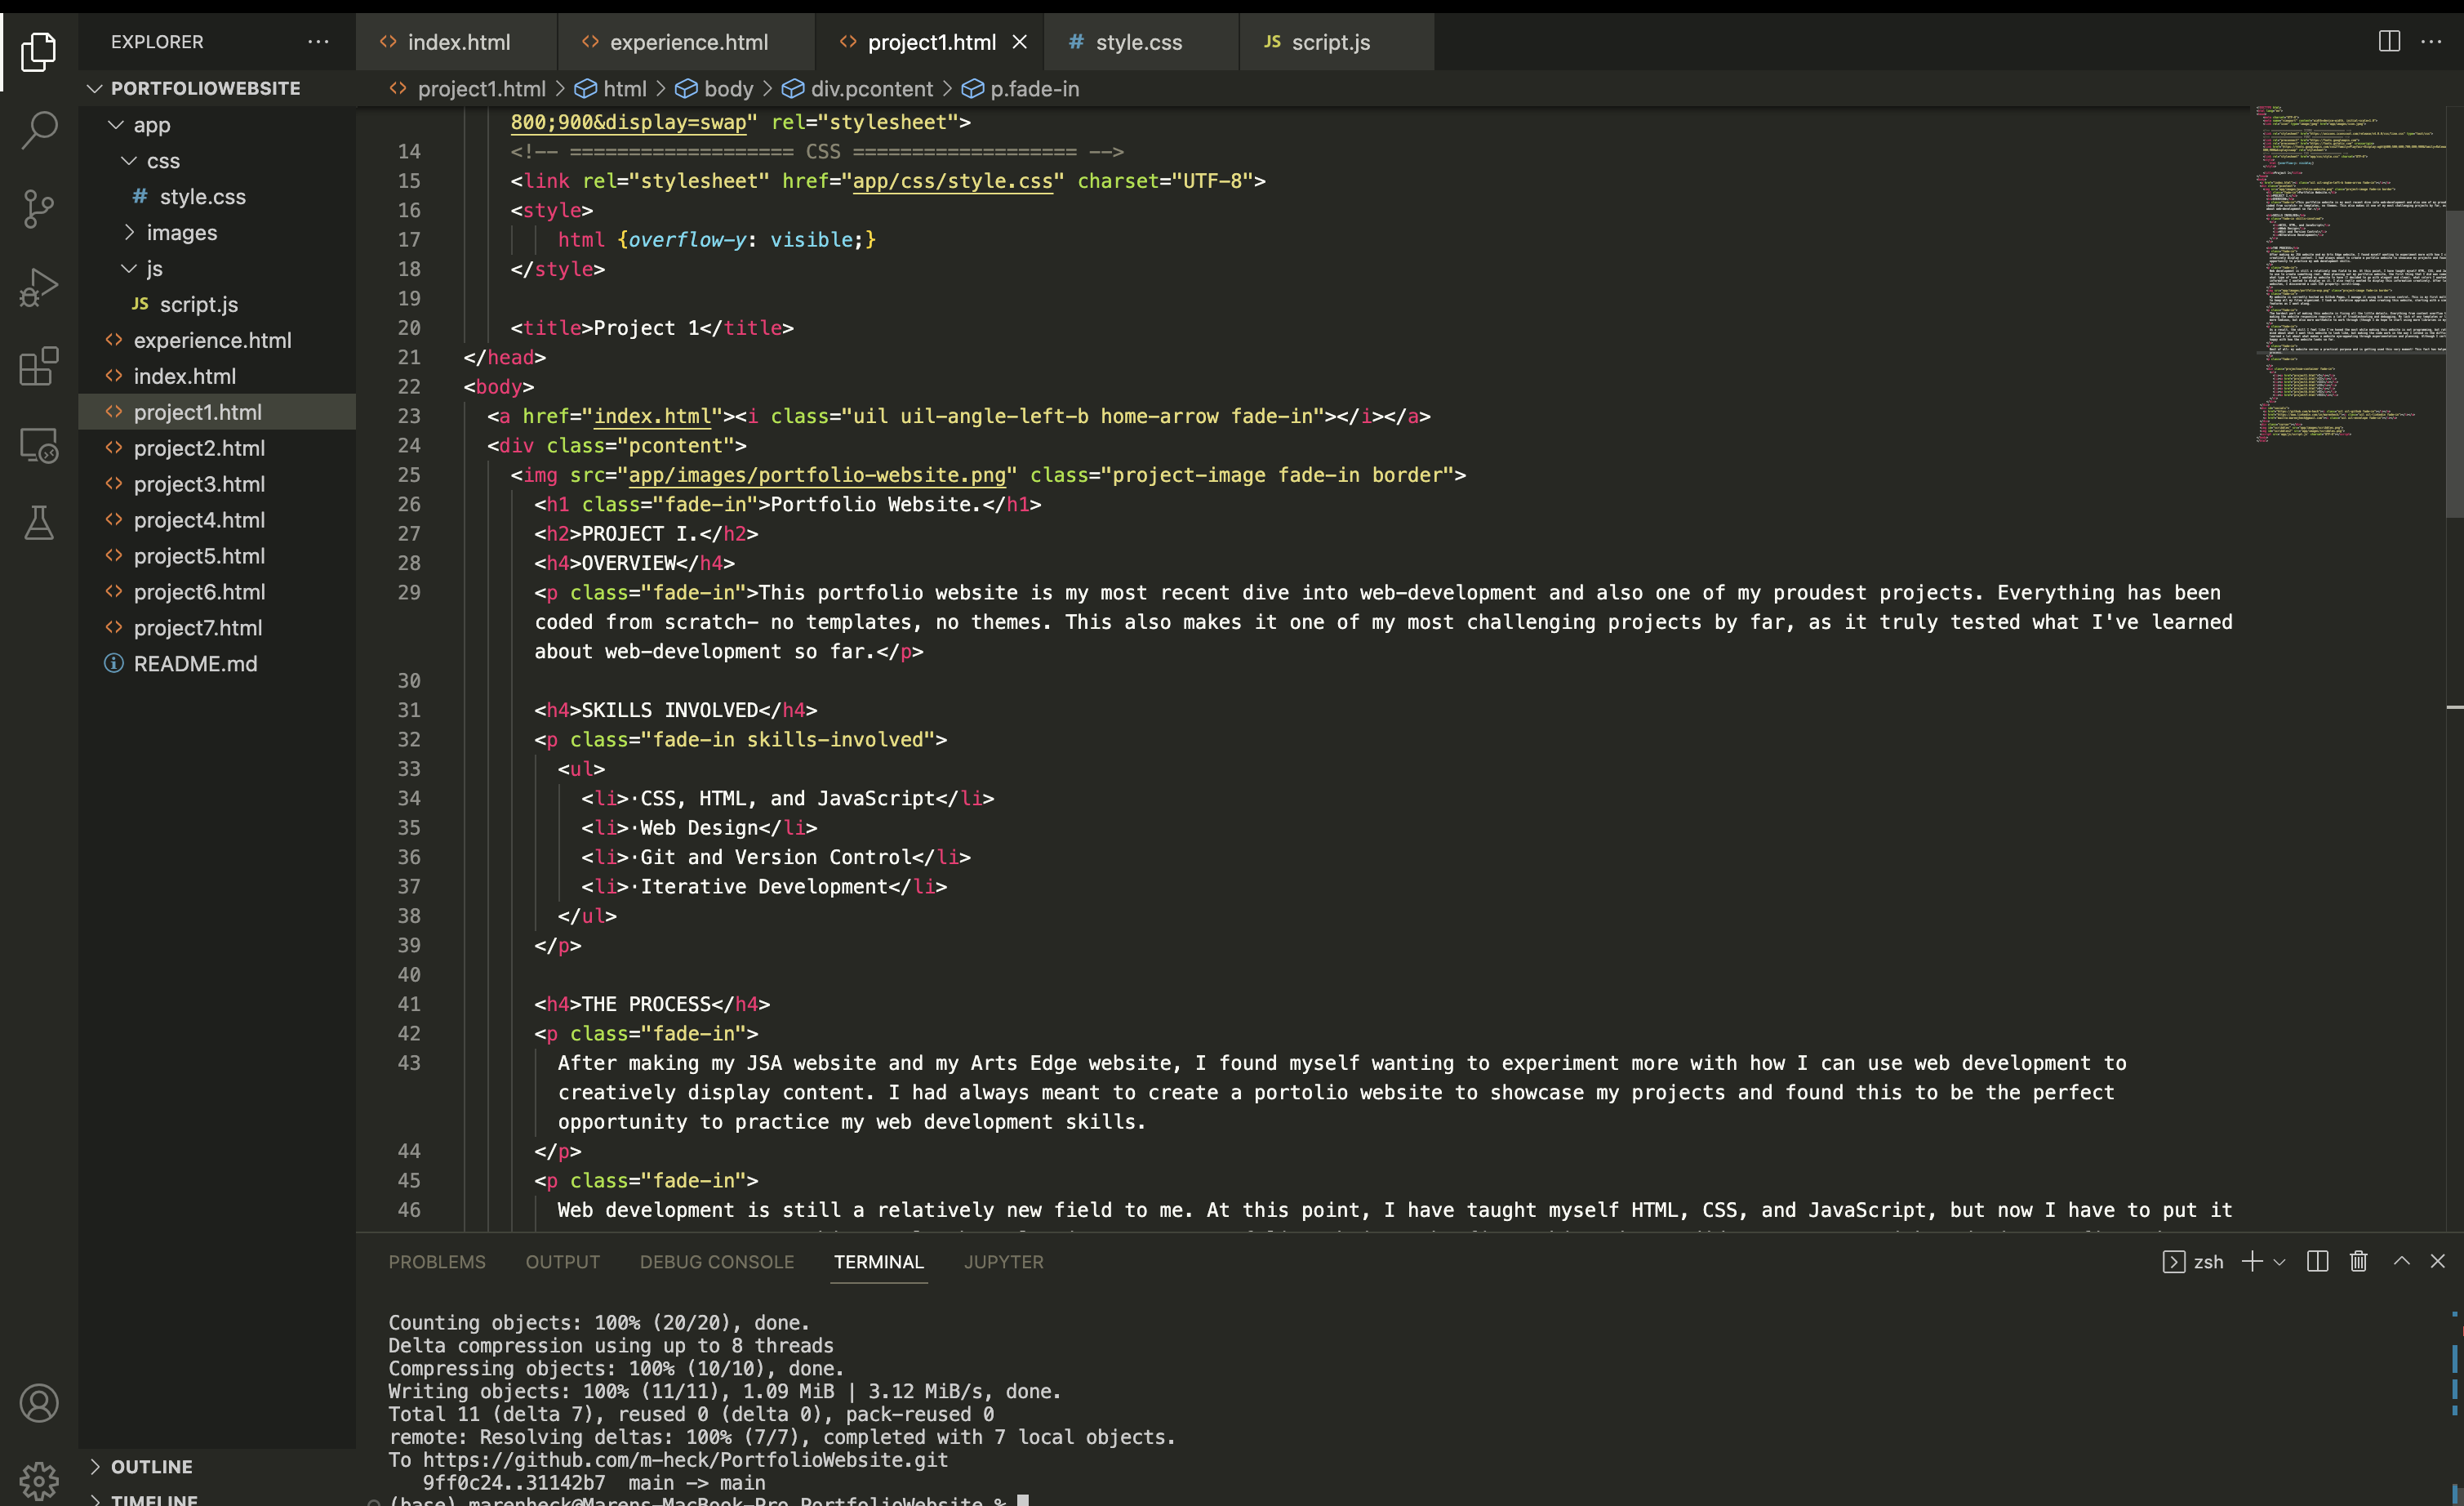 EXPLORER
PORTFOLIOWEBSITE
app
css
# style.css
images
js
JS script.js
<> experience.html
<> index.html
<> project1.html
<> project2.html
<> project3.html
<> project4.html
<> project5.html
<> project6.html
<> project7.html
README.md
OUTLINE
TIMELINE
<> index.html
<> experience.html
<> project1.html
# style.css
JS script.js
<> project1.html > html > body > div.pcontent > p.fade-in
800;900&display=swap" rel="stylesheet">
14 <!-- =================== CSS =================== -->
15 <link rel="stylesheet" href="app/css/style.css" charset="UTF-8">
16 <style>
17 html {overflow-y: visible;}
18 </style>
19
20 <title>Project 1</title>
21 </head>
22 <body>
23 <a href="index.html"><i class="uil uil-angle-left-b home-arrow fade-in"></i></a>
24 <div class="pcontent">
25 <img src="app/images/portfolio-website.png" class="project-image fade-in border">
26 <h1 class="fade-in">Portfolio Website.</h1>
27 <h2>PROJECT I.</h2>
28 <h4>OVERVIEW</h4>
29 <p class="fade-in">This portfolio website is my most recent dive into web-development and also one of my proudest projects. Everything has been
coded from scratch- no templates, no themes. This also makes it one of my most challenging projects by far, as it truly tested what I've learned
about web-development so far.</p>
30
31 <h4>SKILLS INVOLVED</h4>
32 <p class="fade-in skills-involved">
33 <ul>
34 <li>·CSS, HTML, and JavaScript</li>
35 <li>·Web Design</li>
36 <li>·Git and Version Control</li>
37 <li>·Iterative Development</li>
38 </ul>
39 </p>
40
41 <h4>THE PROCESS</h4>
42 <p class="fade-in">
43 After making my JSA website and my Arts Edge website, I found myself wanting to experiment more with how I can use web development to
creatively display content. I had always meant to create a portolio website to showcase my projects and found this to be the perfect
opportunity to practice my web development skills.
44 </p>
45 <p class="fade-in">
46 Web development is still a relatively new field to me. At this point, I have taught myself HTML, CSS, and JavaScript, but now I have to put it
PROBLEMS OUTPUT DEBUG CONSOLE TERMINAL JUPYTER
zsh
Counting objects: 100% (20/20), done.
Delta compression using up to 8 threads
Compressing objects: 100% (10/10), done.
Writing objects: 100% (11/11), 1.09 MiB | 3.12 MiB/s, done.
Total 11 (delta 7), reused 0 (delta 0), pack-reused 0
remote: Resolving deltas: 100% (7/7), completed with 7 local objects.
To https://github.com/m-heck/PortfolioWebsite.git
9ff0c24..31142b7 main -> main
(base) marenheck@Marens-MacBook-Pro PortfolioWebsite %